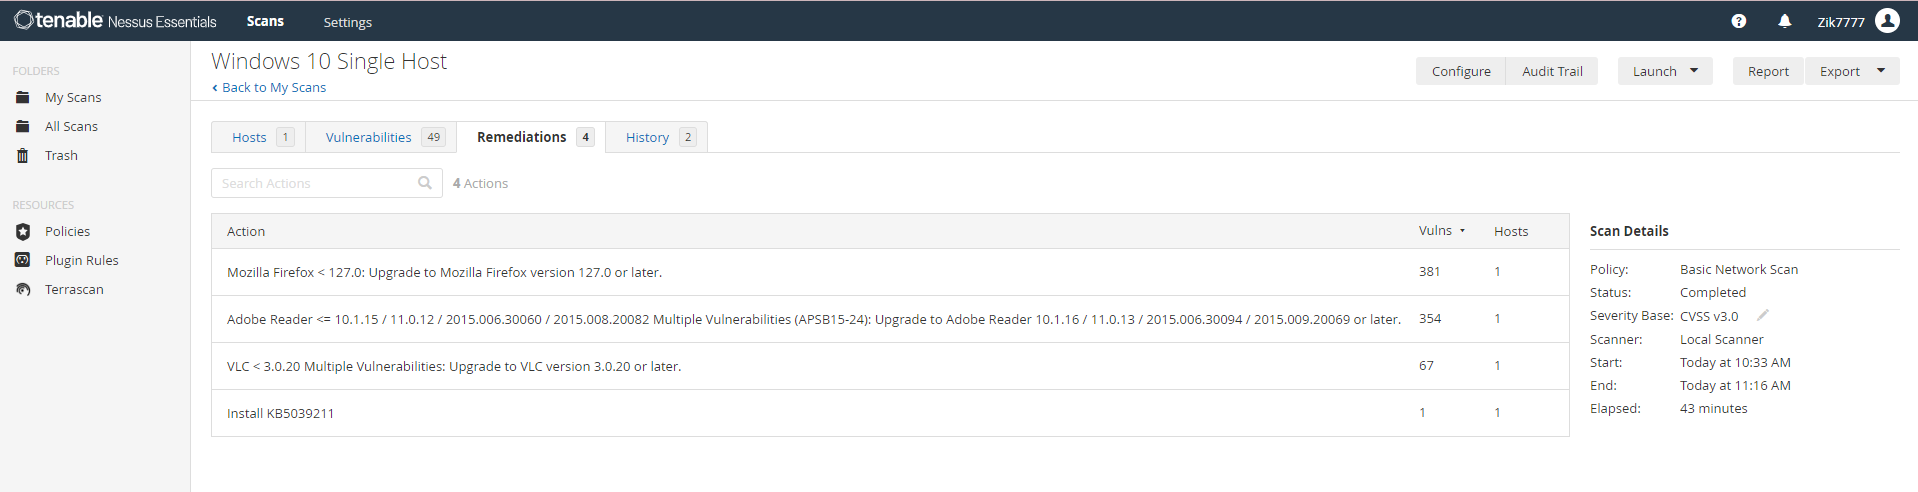 tenable Nessus Essentials Scans Settings Zik7777
FOLDERS
My Scans
All Scans
Trash
RESOURCES
Policies
Plugin Rules
Terrascan
Windows 10 Single Host
‹ Back to My Scans
Configure Audit Trail Launch Report Export
Hosts 1 Vulnerabilities 49 Remediations 4 History 2
Search Actions 4 Actions
Action Vulns Hosts
Mozilla Firefox < 127.0: Upgrade to Mozilla Firefox version 127.0 or later. 381 1
Adobe Reader <= 10.1.15 / 11.0.12 / 2015.006.30060 / 2015.008.20082 Multiple Vulnerabilities (APSB15-24): Upgrade to Adobe Reader 10.1.16 / 11.0.13 / 2015.006.30094 / 2015.009.20069 or later. 354 1
VLC < 3.0.20 Multiple Vulnerabilities: Upgrade to VLC version 3.0.20 or later. 67 1
Install KB5039211 1 1
Scan Details
Policy: Basic Network Scan
Status: Completed
Severity Base: CVSS v3.0
Scanner: Local Scanner
Start: Today at 10:33 AM
End: Today at 11:16 AM
Elapsed: 43 minutes